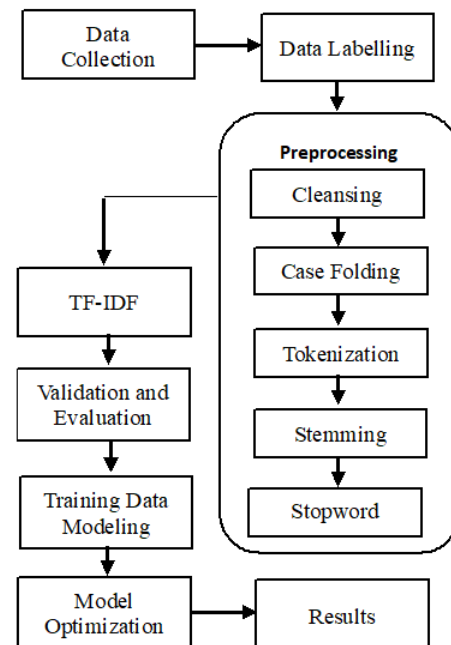 Data
Collection
Data Labelling
Preprocessing
Cleansing
Case Folding
Tokenization
Stemming
Stopword
TF-IDF
Validation and
Evaluation
Training Data
Modeling
Model
Optimization
Results